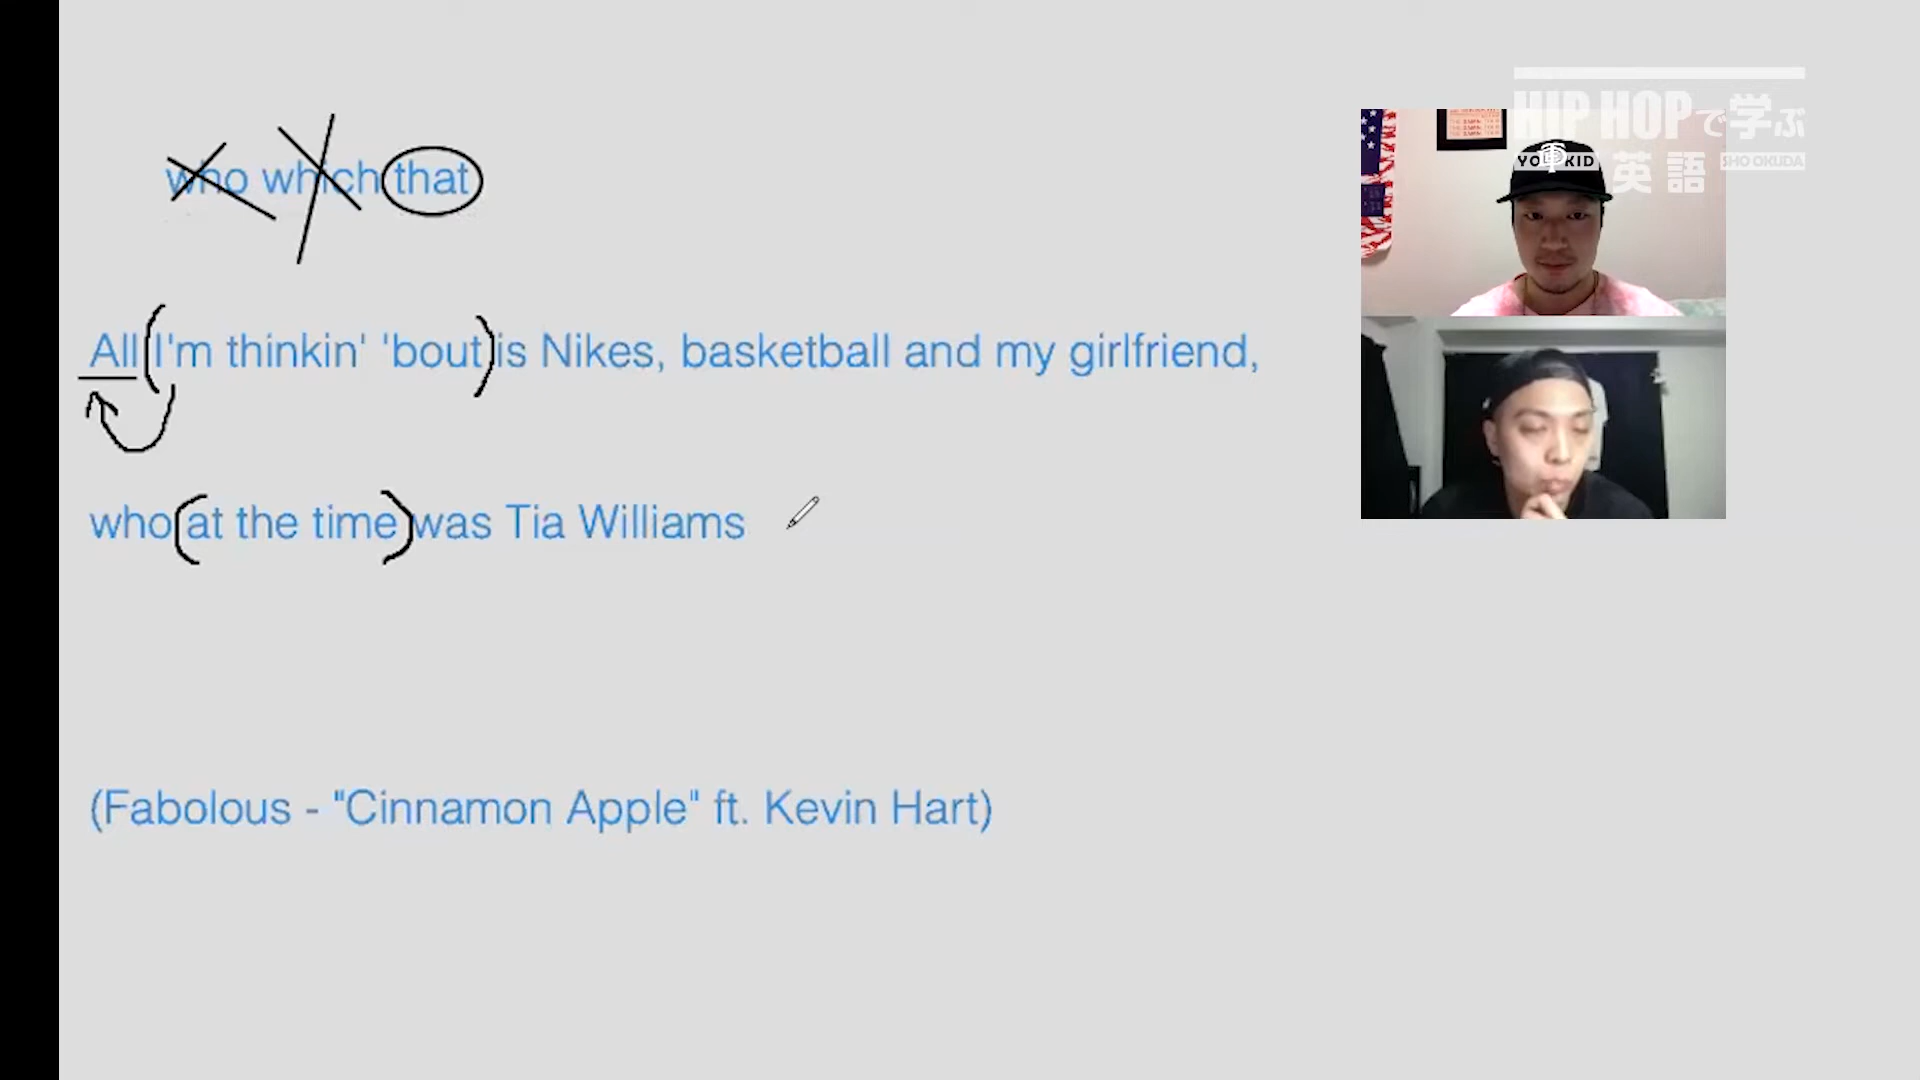 HIP HOPで学ぶ
英語
SHO OKUDA
YO KID
who which that
All (I'm thinkin' 'bout) is Nikes, basketball and my girlfriend,
who (at the time) was Tia Williams
(Fabolous - "Cinnamon Apple" ft. Kevin Hart)